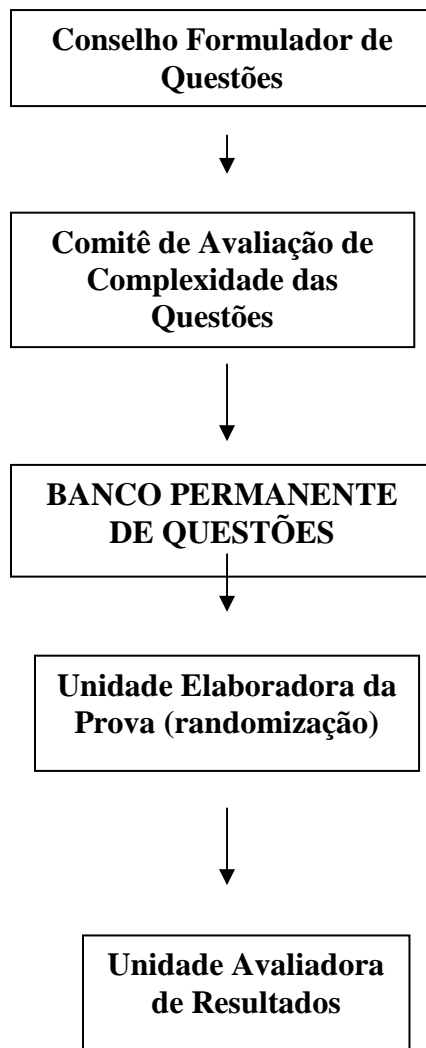 Conselho Formulador de
Questões
Comitê de Avaliação de
Complexidade das
Questões
BANCO PERMANENTE
DE QUESTÕES
Unidade Elaboradora da
Prova (randomização)
Unidade Avaliadora
de Resultados